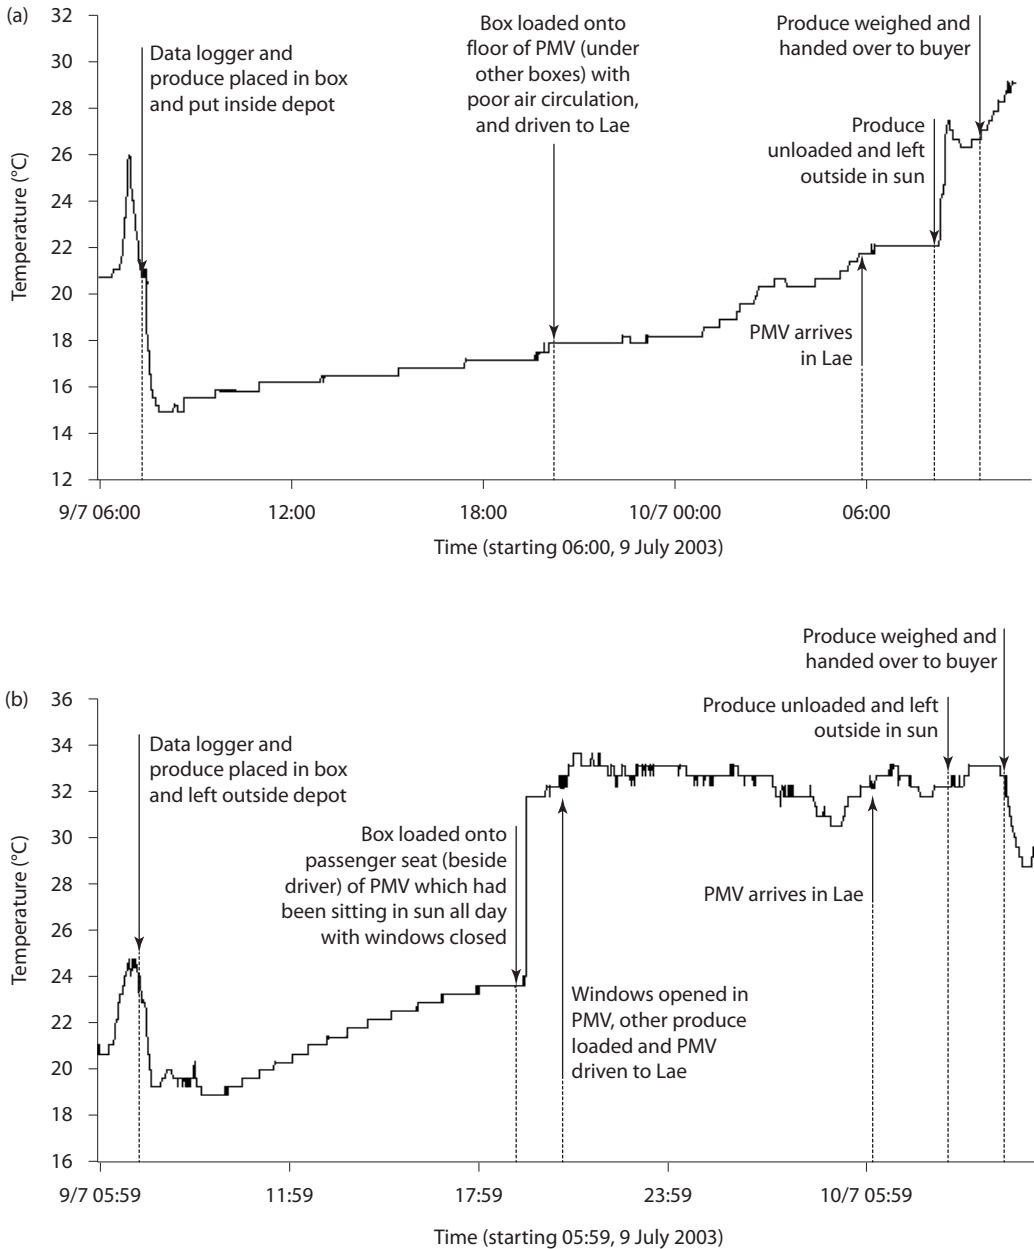 (a)
32
30
28
26
24
22
20
18
16
14
12
Temperature (°C)
Data logger and
produce placed in box
and put inside depot
Box loaded onto
floor of PMV (under
other boxes) with
poor air circulation,
and driven to Lae
Produce weighed and
handed over to buyer
Produce
unloaded and left
outside in sun
PMV arrives
in Lae
9/7 06:00
12:00
18:00
10/7 00:00
06:00
Time (starting 06:00, 9 July 2003)
(b)
36
34
32
30
28
26
24
22
20
18
16
Temperature (°C)
Data logger and
produce placed in box
and left outside depot
Box loaded onto
passenger seat (beside
driver) of PMV which had
been sitting in sun all day
with windows closed
Windows opened in
PMV, other produce
loaded and PMV
driven to Lae
Produce weighed and
handed over to buyer
Produce unloaded and left
outside in sun
PMV arrives in Lae
9/7 05:59
11:59
17:59
23:59
10/7 05:59
Time (starting 05:59, 9 July 2003)